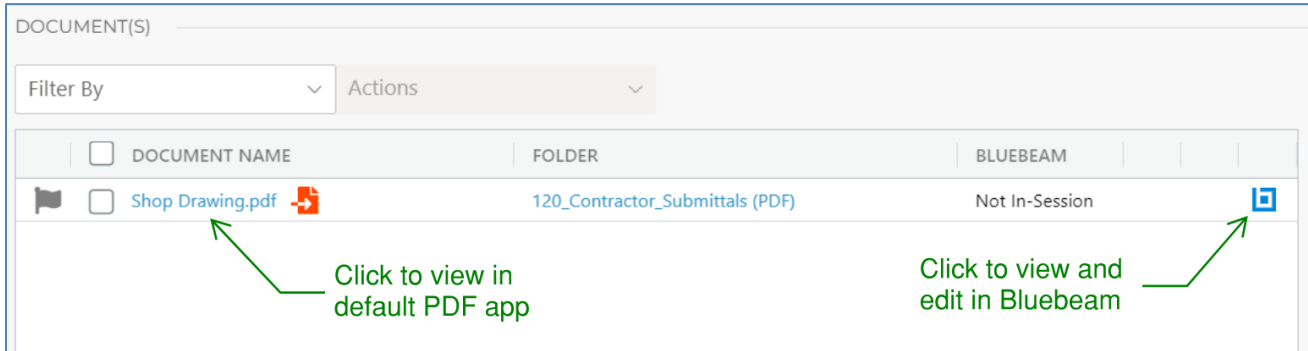 DOCUMENT(S)
Filter By Actions
DOCUMENT NAME FOLDER BLUEBEAM
Shop Drawing.pdf 120_Contractor_Submittals (PDF) Not In-Session
Click to view in
default PDF app
Click to view and
edit in Bluebeam